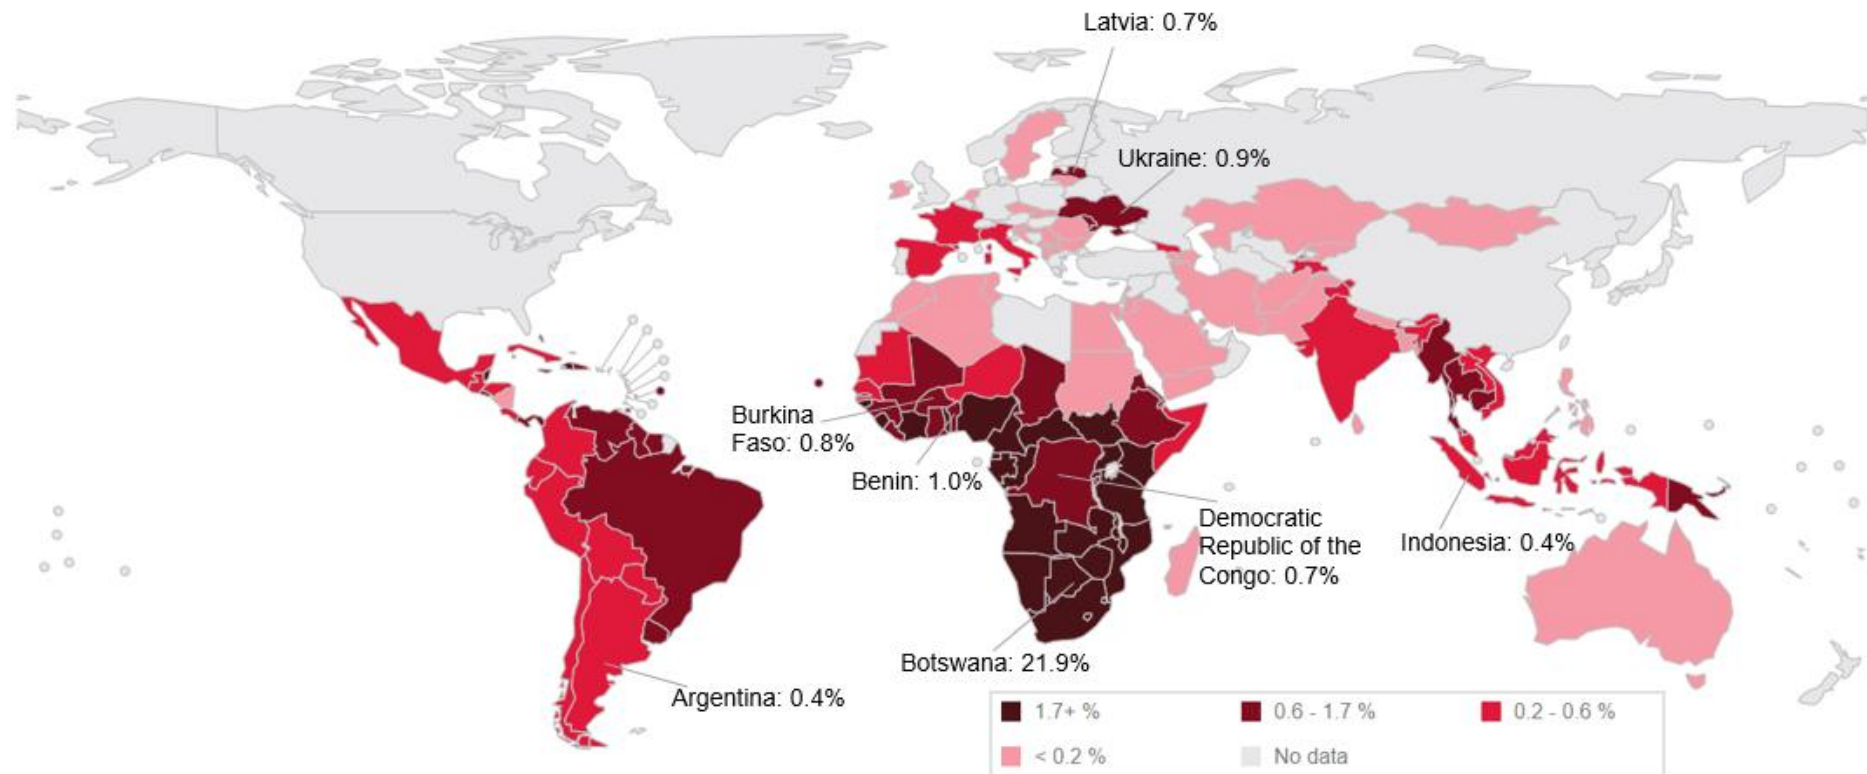 Latvia: 0.7%
Ukraine: 0.9%
Burkina
Faso: 0.8%
Benin: 1.0%
Democratic
Republic of the
Congo: 0.7%
Indonesia: 0.4%
Botswana: 21.9%
Argentina: 0.4%
1.7+ %
0.6 - 1.7 %
0.2 - 0.6 %
< 0.2 %
No data